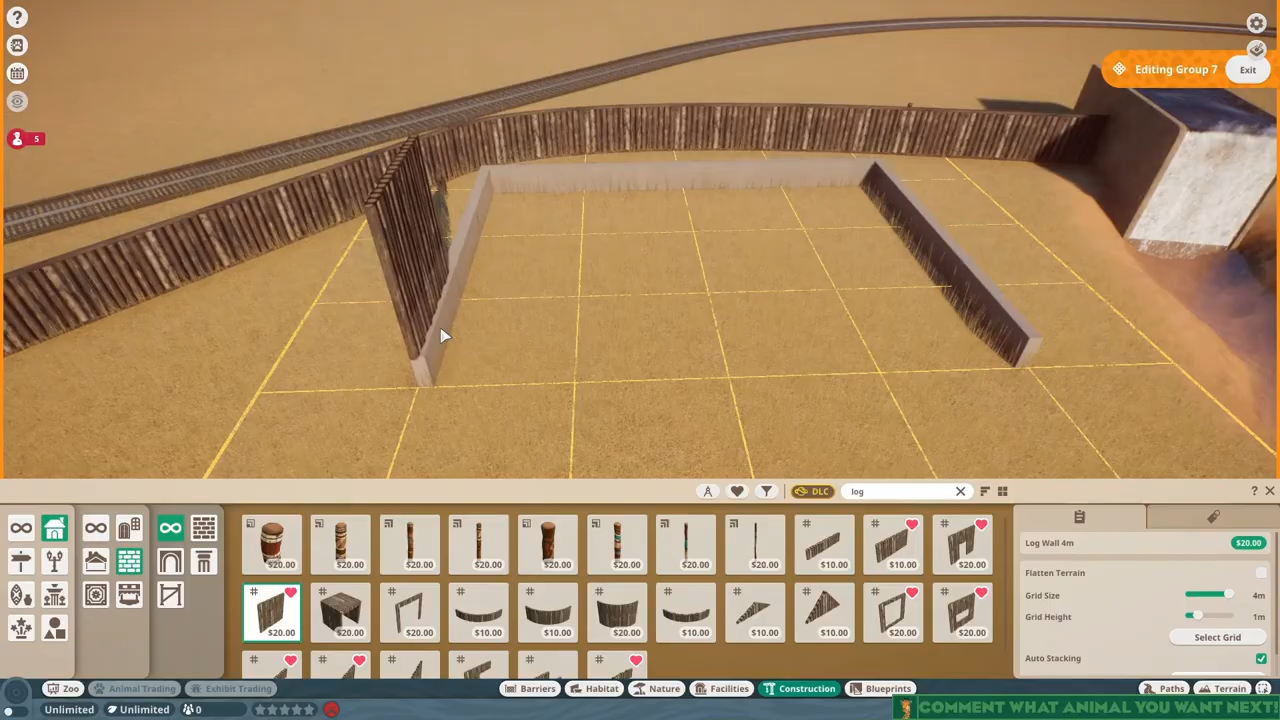 ?
Editing Group 7
Exit
5
DLC
log
?
$20.00
$20.00
$20.00
$20.00
$20.00
$20.00
$20.00
$20.00
$10.00
$20.00
$20.00
$20.00
$20.00
$20.00
$10.00
$10.00
$20.00
$10.00
$10.00
$10.00
$20.00
$20.00
Log Wall 4m
$20.00
Flatten Terrain
Grid Size
4m
Grid Height
1m
Select Grid
Auto Stacking
Zoo
Animal Trading
Exhibit Trading
Barriers
Habitat
Nature
Facilities
Construction
Blueprints
Paths
Terrain
Unlimited
Unlimited
0
COMMENT WHAT ANIMAL YOU WANT NEXT!